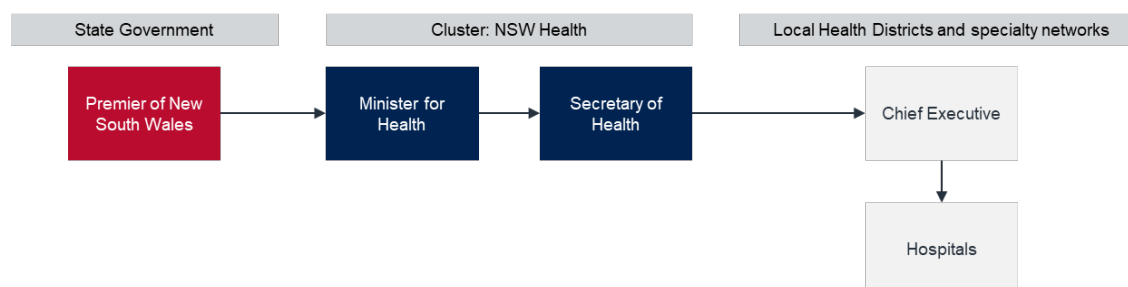 State Government
Cluster: NSW Health
Local Health Districts and specialty networks
Premier of New
South Wales
Minister for
Health
Secretary of
Health
Chief Executive
Hospitals